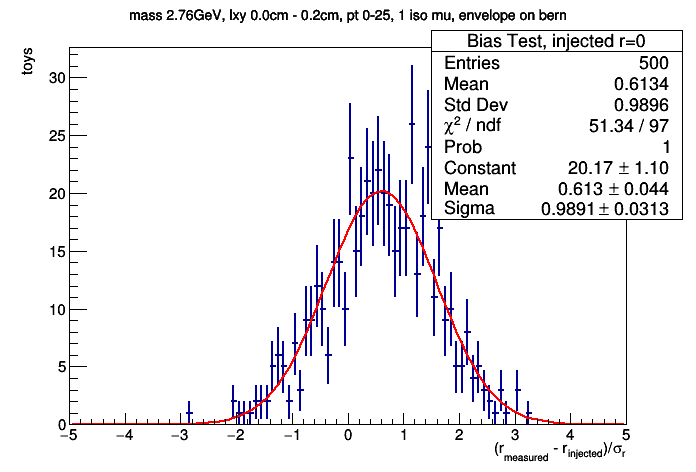 mass 2.76GeV, lxy 0.0cm - 0.2cm, pt 0-25, 1 iso mu, envelope on bern
Bias Test, injected r=0
Entries 500
Mean 0.6134
Std Dev 0.9896
χ² / ndf 51.34 / 97
Prob 1
Constant 20.17 ± 1.10
Mean 0.613 ± 0.044
Sigma 0.9891 ± 0.0313
toys
30
25
20
15
10
5
0
−5 −4 −3 −2 −1 0 1 2 3 4 5
(r_measured - r_injected)/σ_r